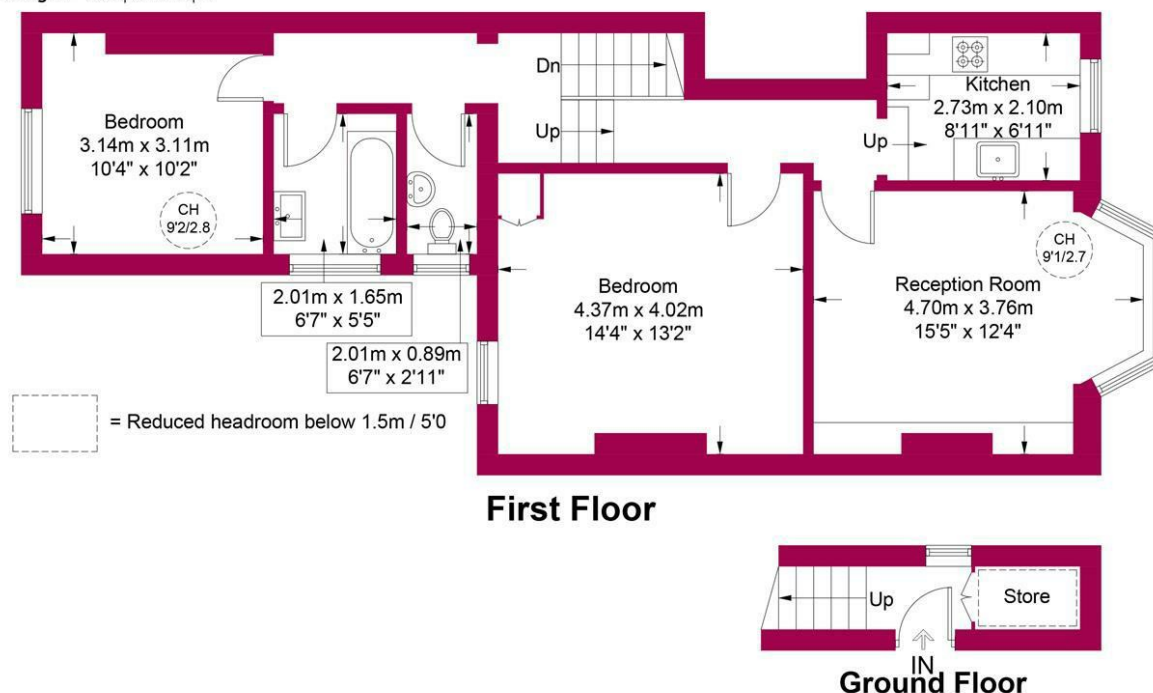 Dn
Up
Kitchen
2.73m x 2.10m
8'11" x 6'11"
Up
Bedroom
3.14m x 3.11m
10'4" x 10'2"
CH
9'2/2.8
CH
9'1/2.7
Bedroom
4.37m x 4.02m
14'4" x 13'2"
Reception Room
4.70m x 3.76m
15'5" x 12'4"
2.01m x 1.65m
6'7" x 5'5"
2.01m x 0.89m
6'7" x 2'11"
= Reduced headroom below 1.5m / 5'0
First Floor
Up
Store
IN
Ground Floor